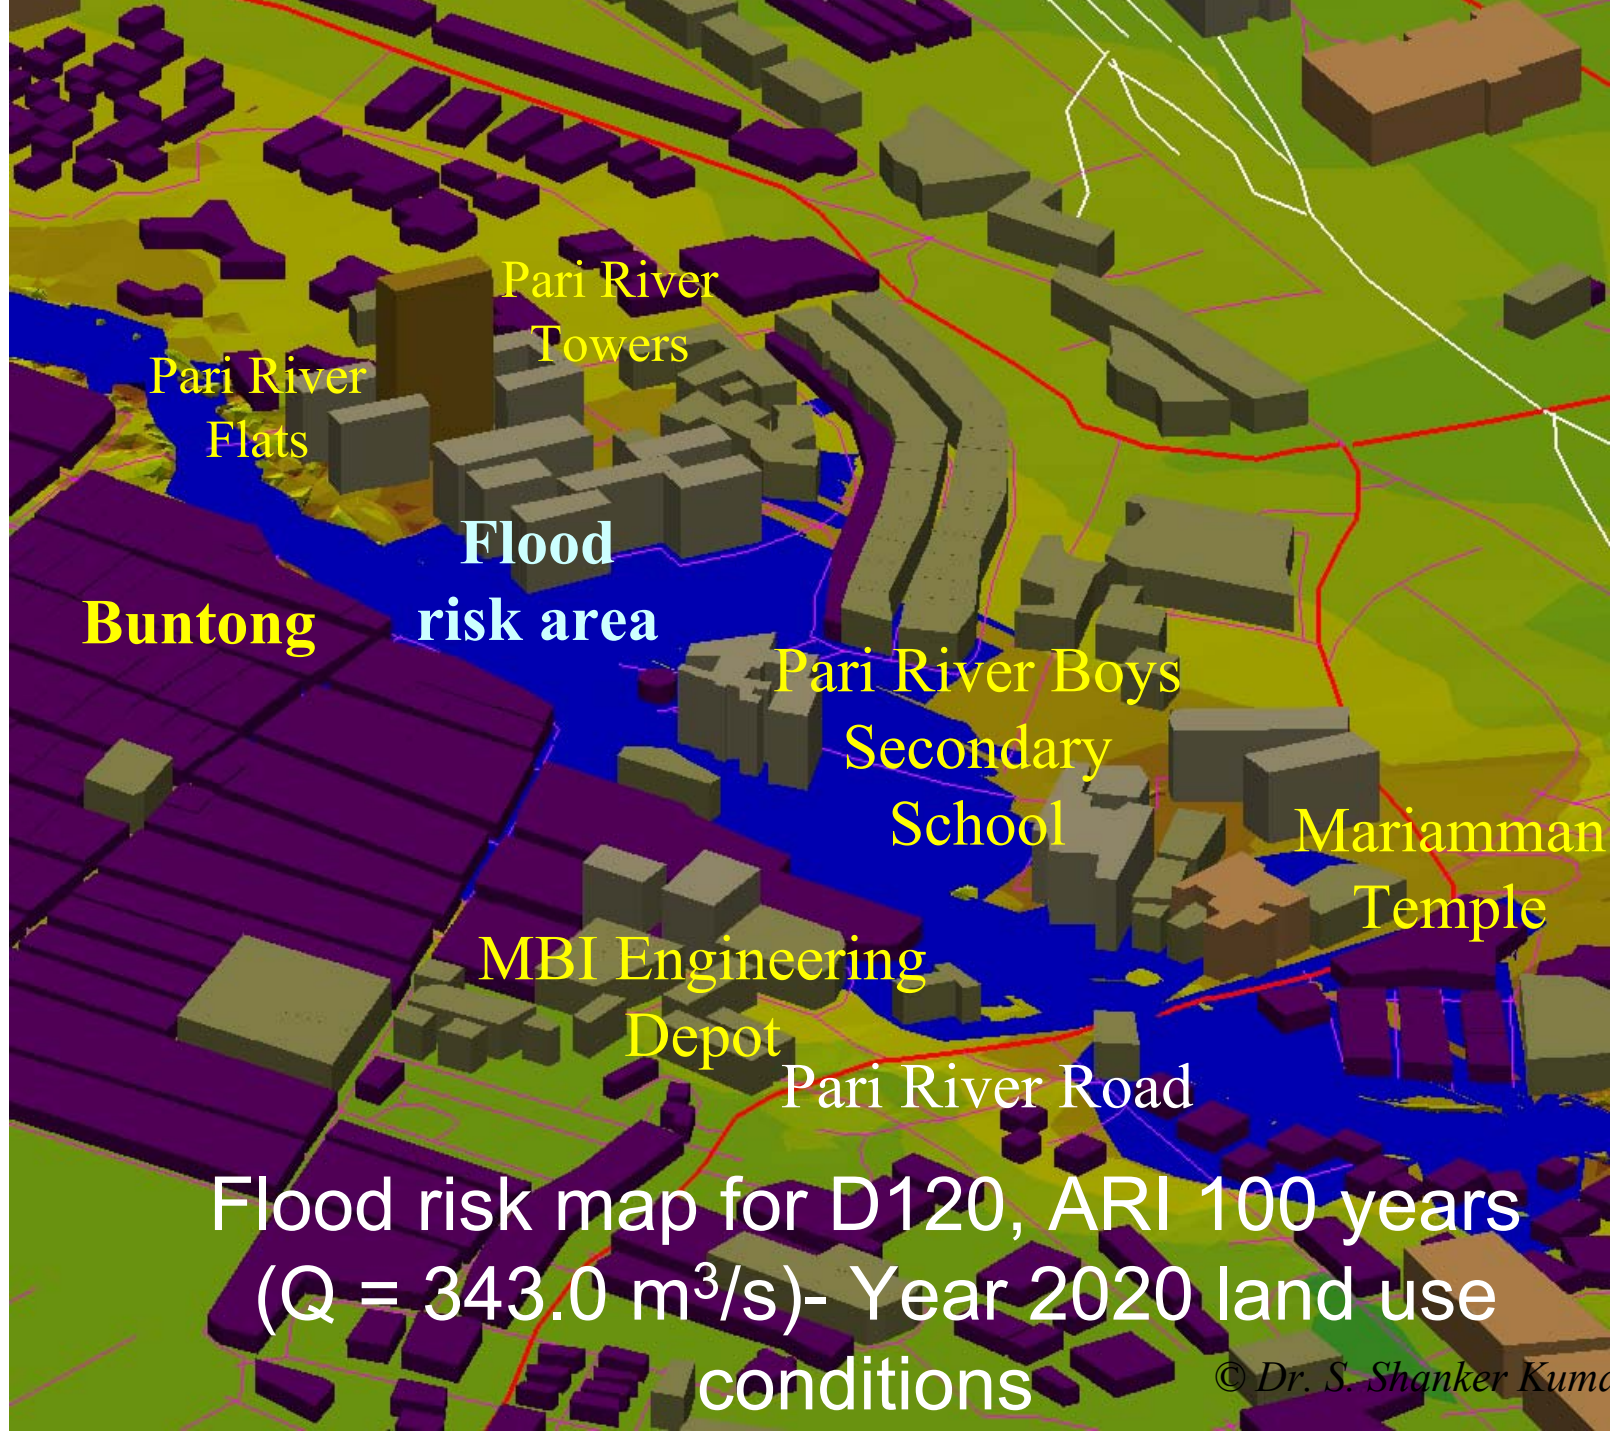 Pari River
Towers
Pari River
Flats
Flood
risk area
Buntong
Pari River Boys
Secondary
School
Mariamman
Temple
MBI Engineering
Depot
Pari River Road
Flood risk map for D120, ARI 100 years
(Q = 343.0 m³/s)- Year 2020 land use
conditions
© Dr. S. Shanker